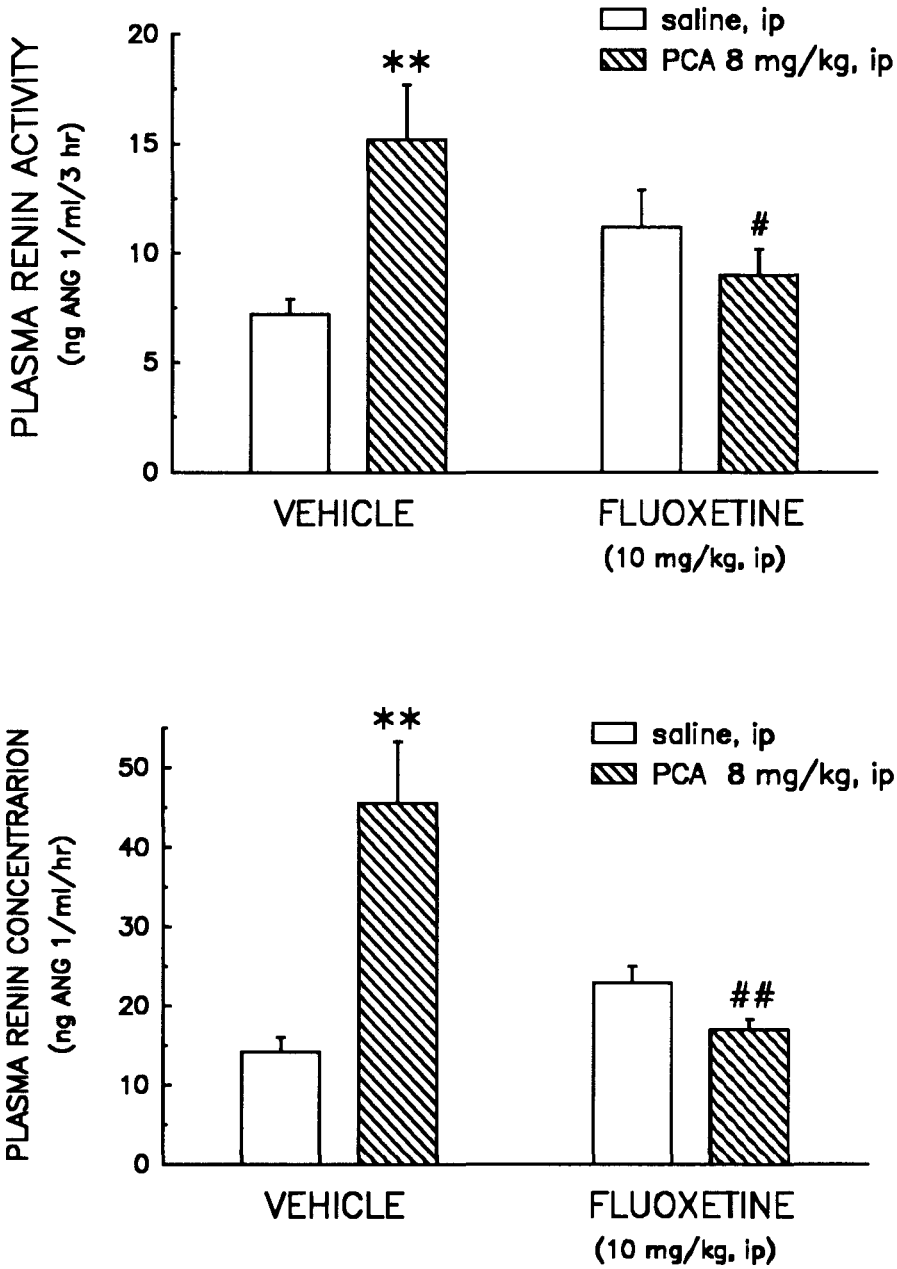 saline, ip
PCA 8 mg/kg, ip
PLASMA RENIN ACTIVITY
(ng ANG 1/ml/3 hr)
20
15
10
5
0
**
#
VEHICLE
FLUOXETINE
(10 mg/kg, ip)
saline, ip
PCA 8 mg/kg, ip
PLASMA RENIN CONCENTRARION
(ng ANG 1/ml/hr)
50
40
30
20
10
0
**
##
VEHICLE
FLUOXETINE
(10 mg/kg, ip)